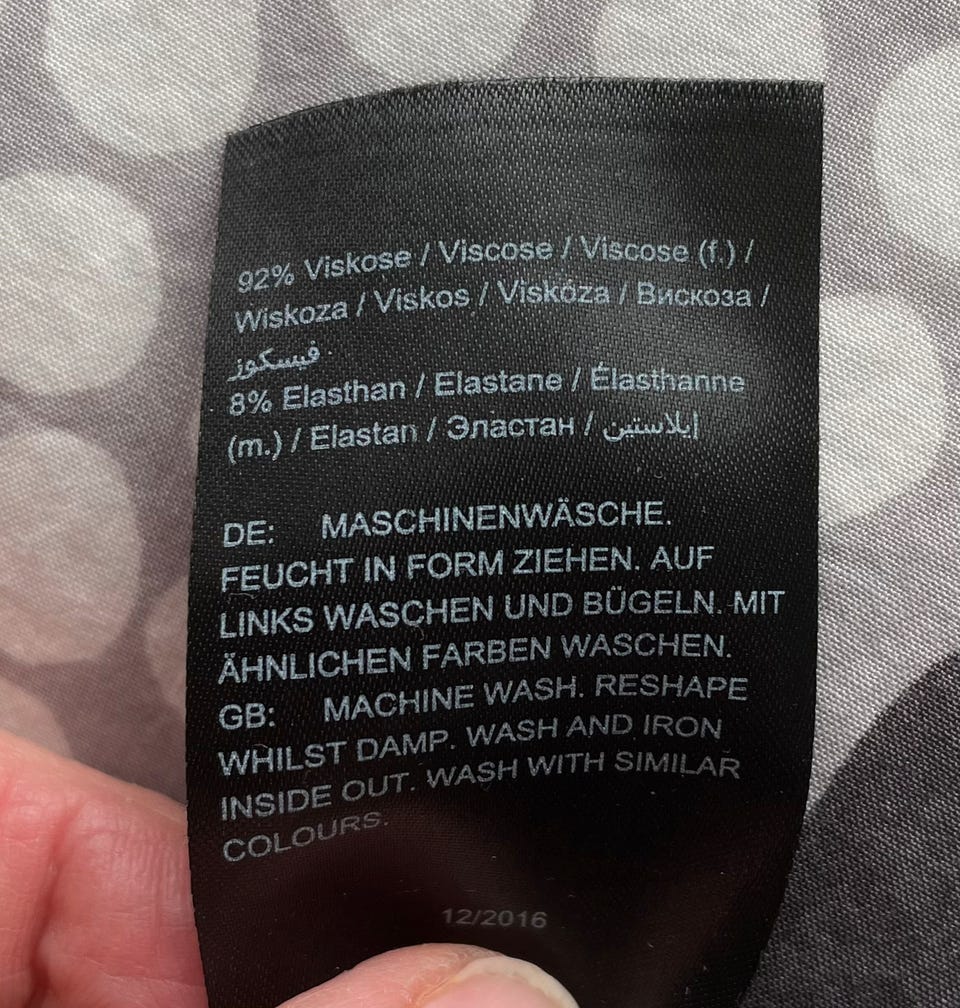 92% Viskose / Viscose / Viscose (f.) /
Wiskoza / Viskos / Viskóza / Вискоза /
فيسكوز
8% Elasthan / Elastane / Élasthanne
(m.) / Elastan / Эластан / إيلاستين
DE: MASCHINENWÄSCHE.
FEUCHT IN FORM ZIEHEN. AUF
LINKS WASCHEN UND BÜGELN. MIT
ÄHNLICHEN FARBEN WASCHEN.
GB: MACHINE WASH. RESHAPE
WHILST DAMP. WASH AND IRON
INSIDE OUT. WASH WITH SIMILAR
COLOURS.
12/2016